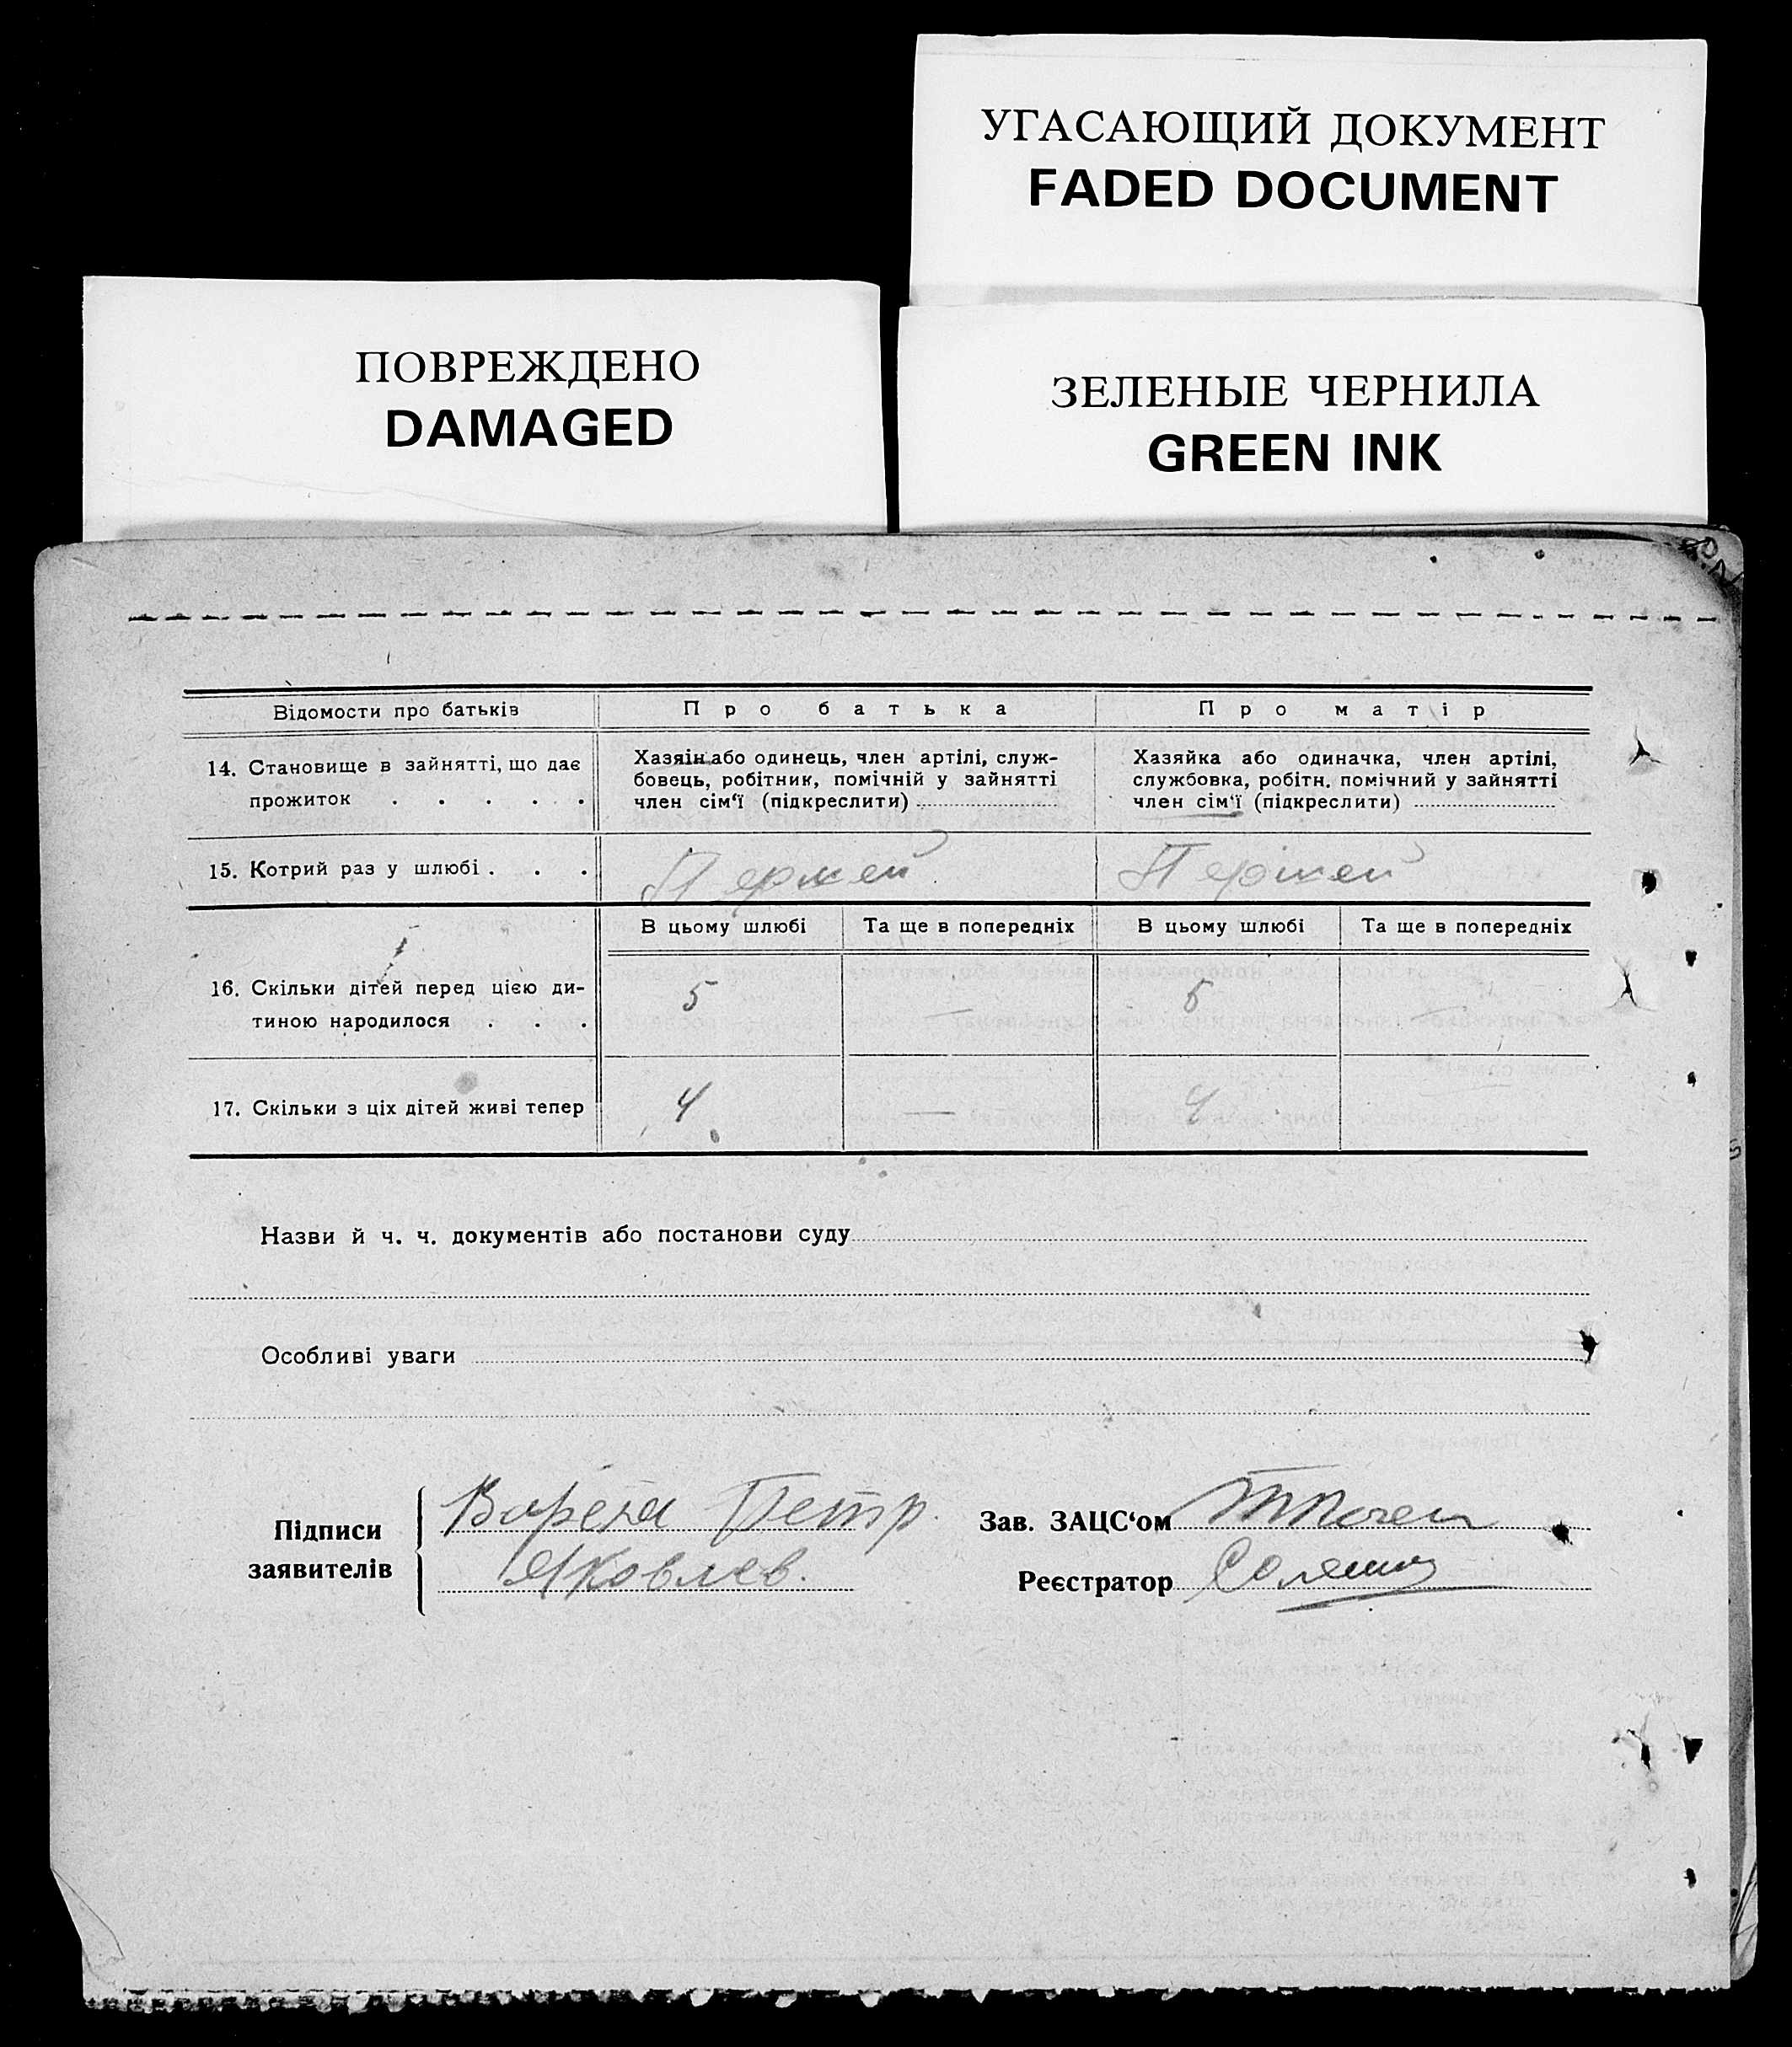 УГАСАЮЩИЙ ДОКУМЕНТ
FADED DOCUMENT
ПОВРЕЖДЕНО
DAMAGED
ЗЕЛЕНЫЕ ЧЕРНИЛА
GREEN INK
Відомости про батьків
Про батька
Про матір
14. Становище в зайнятті, що дає
прожиток . . . . .
Хазяін або одинець, член артілі, служ-
бовець, робітник, помічній у зайнятті
член сім‘ї (підкреслити)
Хазяйка або одиначка, член артілі,
службовка, робітн. помічний у зайнятті
член сім‘ї (підкреслити)
15. Котрий раз у шлюбі . . .
В цьому шлюбі
Та ще в попередніх
В цьому шлюбі
Та ще в попередніх
16. Скільки дітей перед цією ди-
тиною народилося . . .
5 — 5 —
17. Скільки з ціх дітей живі тепер
4 — 4
Назви й ч. ч. документів або постанови суду
Особливі уваги
Підписи
заявителів
Петр
Яковлев.
Зав. ЗАЦС‘ом
Реєстратор